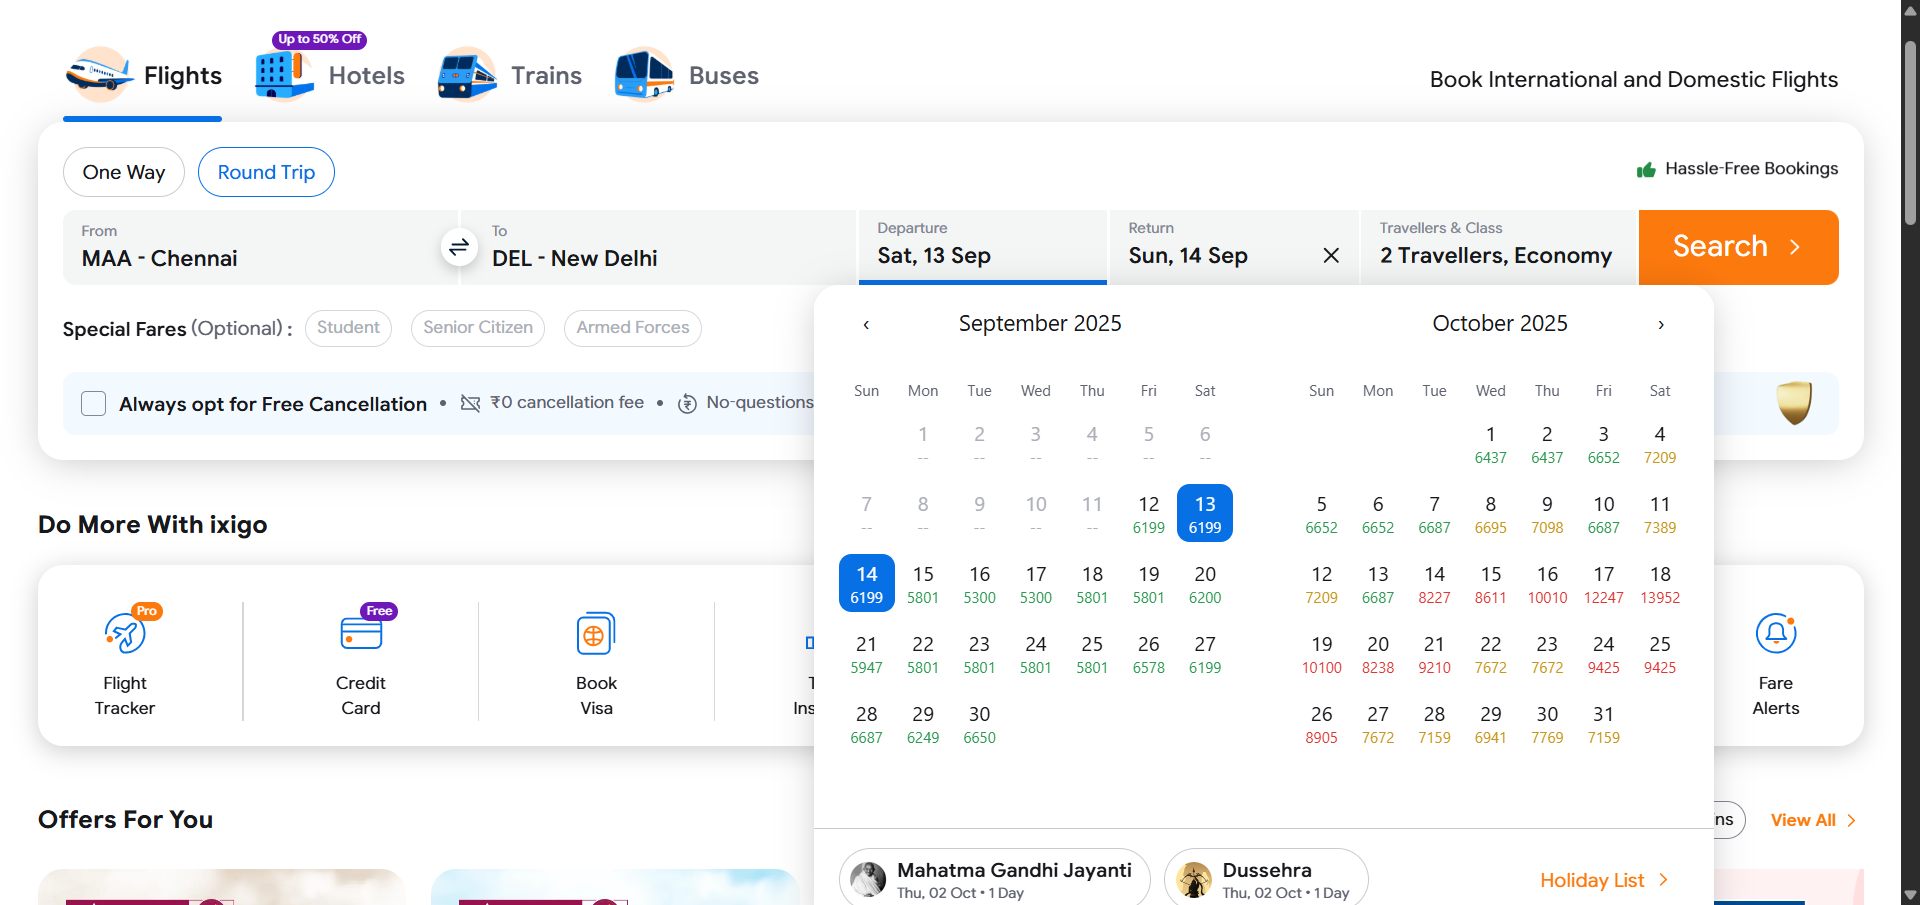 Up to 50% Off
Flights Hotels Trains Buses
Book International and Domestic Flights
One Way Round Trip
Hassle-Free Bookings
From
MAA - Chennai
To
DEL - New Delhi
Departure
Sat, 13 Sep
Return
Sun, 14 Sep
Travellers & Class
2 Travellers, Economy
Search
Special Fares (Optional) : Student Senior Citizen Armed Forces
Always opt for Free Cancellation • ₹0 cancellation fee • No-questions
September 2025
Sun Mon Tue Wed Thu Fri Sat
1 2 3 4 5 6
-- -- -- -- -- --
7 8 9 10 11 12 13
-- -- -- -- -- 6199 6199
14 15 16 17 18 19 20
6199 5801 5300 5300 5801 5801 6200
21 22 23 24 25 26 27
5947 5801 5801 5801 5801 6578 6199
28 29 30
6687 6249 6650
October 2025
Sun Mon Tue Wed Thu Fri Sat
1 2 3 4
6437 6437 6652 7209
5 6 7 8 9 10 11
6652 6652 6687 6695 7098 6687 7389
12 13 14 15 16 17 18
7209 6687 8227 8611 10010 12247 13952
19 20 21 22 23 24 25
10100 8238 9210 7672 7672 9425 9425
26 27 28 29 30 31
8905 7672 7159 6941 7769 7159
Mahatma Gandhi Jayanti
Thu, 02 Oct • 1 Day
Dussehra
Thu, 02 Oct • 1 Day
Holiday List
Do More With ixigo
Pro
Flight
Tracker
Free
Credit
Card
Book
Visa
T
Ins
Fare
Alerts
Offers For You
ns
View All